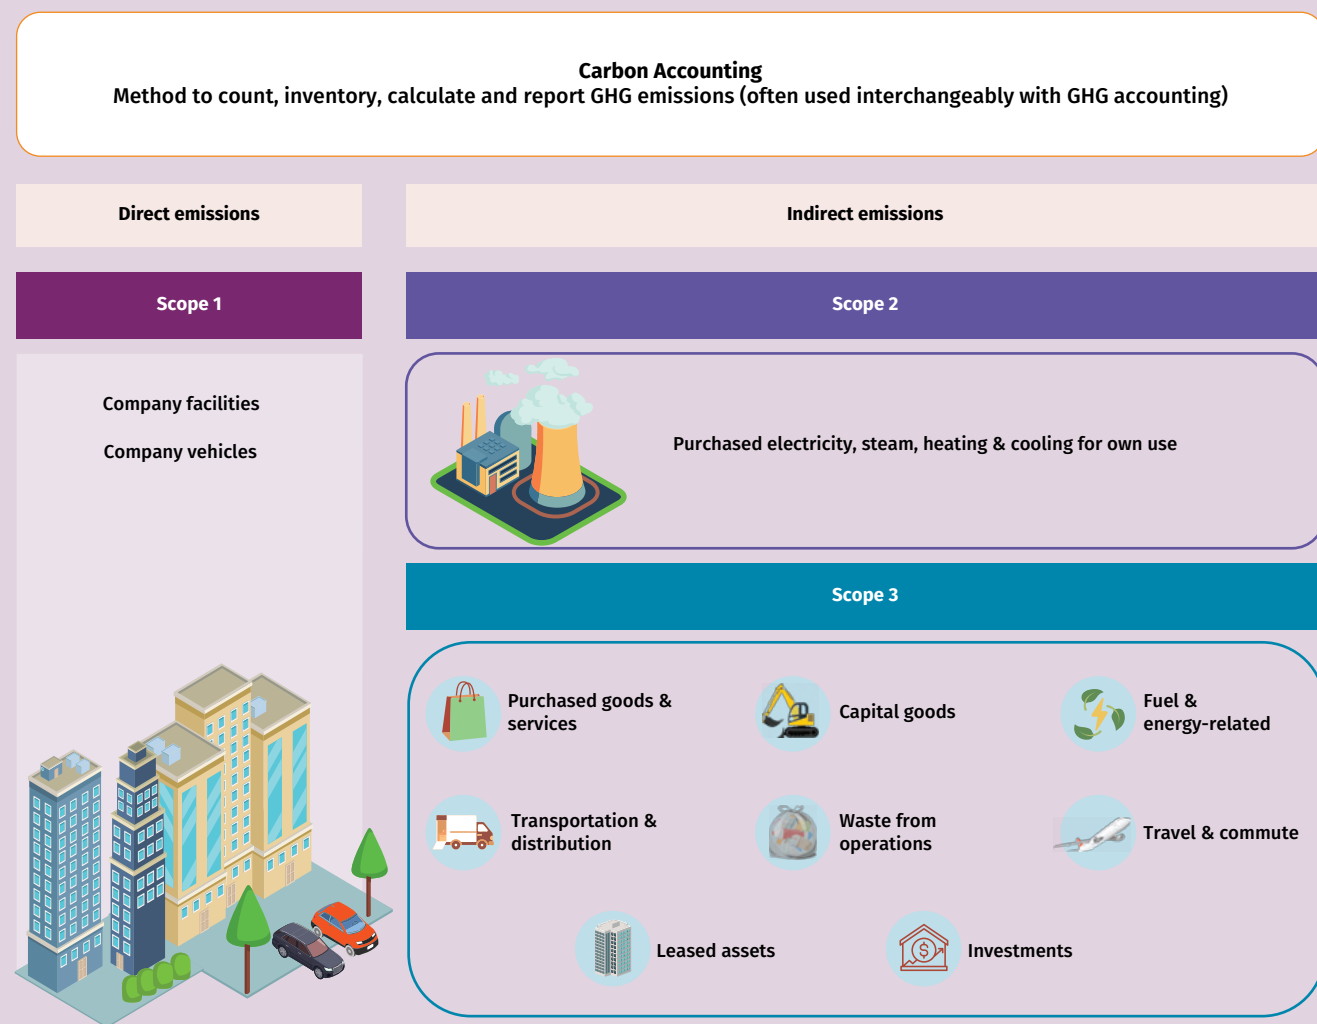 Carbon Accounting
Method to count, inventory, calculate and report GHG emissions (often used interchangeably with GHG accounting)
Direct emissions
Indirect emissions
Scope 1
Scope 2
Company facilities
Company vehicles
Purchased electricity, steam, heating & cooling for own use
Scope 3
Purchased goods &
services
Capital goods
Fuel &
energy-related
Transportation &
distribution
Waste from
operations
Travel & commute
Leased assets
Investments